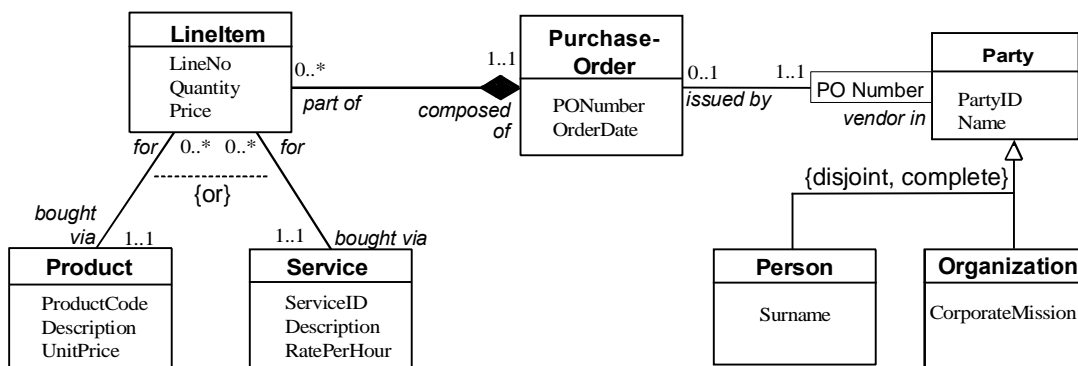 LineItem
LineNo
Quantity
Price
0..*
part of
1..1
composed
of
Purchase-
Order
PONumber
OrderDate
0..1
issued by
1..1
PO Number
vendor in
Party
PartyID
Name
for
0..*
0..*
for
{or}
bought
via
1..1
1..1
bought via
{disjoint, complete}
Product
ProductCode
Description
UnitPrice
Service
ServiceID
Description
RatePerHour
Person
Surname
Organization
CorporateMission